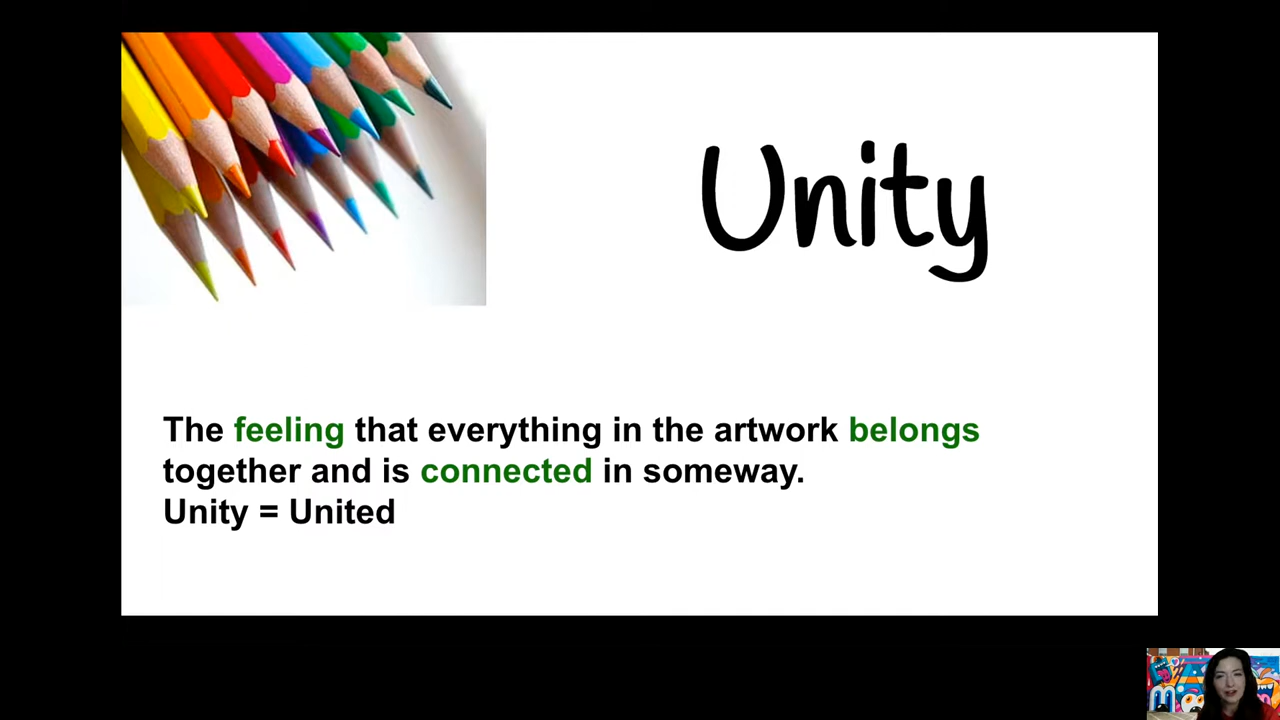 Unity
The feeling that everything in the artwork belongs
together and is connected in someway.
Unity = United